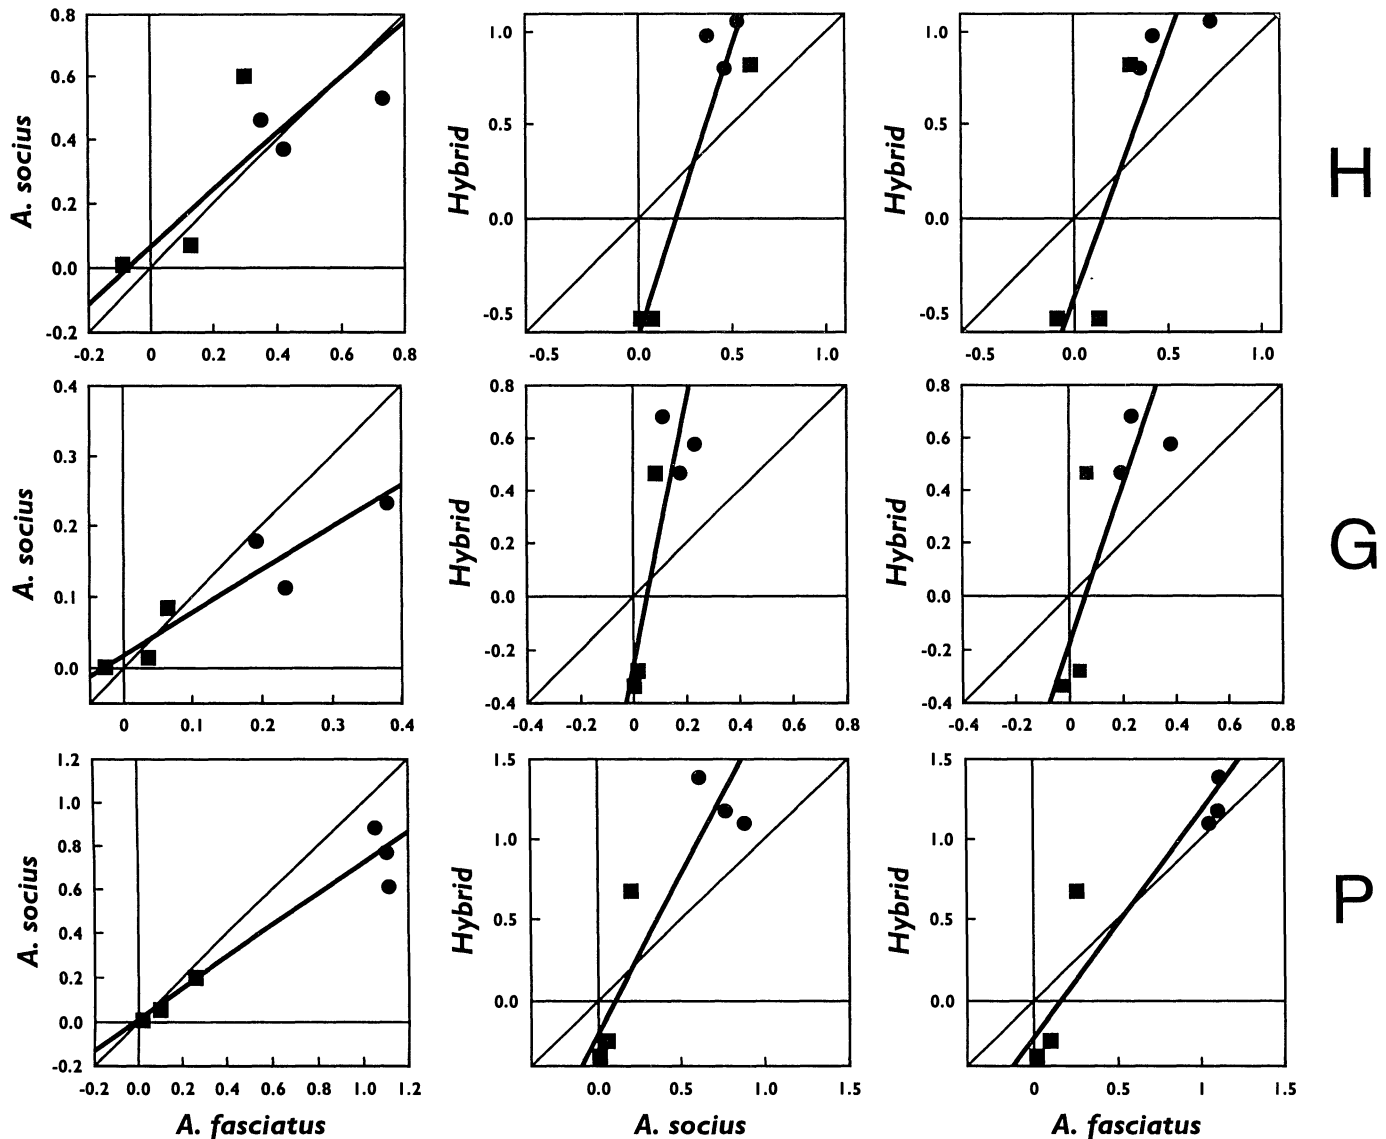 0.8
0.6
0.4
0.2
0.0
-0.2
A. socius
-0.2 0 0.2 0.4 0.6 0.8
1.0
0.5
0.0
-0.5
Hybrid
-0.5 0.0 0.5 1.0
1.0
0.5
0.0
-0.5
Hybrid
-0.5 0.0 0.5 1.0
H
0.4
0.3
0.2
0.1
0.0
A. socius
0 0.1 0.2 0.3 0.4
0.8
0.6
0.4
0.2
0.0
-0.2
-0.4
Hybrid
-0.4 -0.2 0 0.2 0.4 0.6 0.8
0.8
0.6
0.4
0.2
0.0
-0.2
-0.4
Hybrid
-0.4 -0.2 0 0.2 0.4 0.6 0.8
G
1.2
1.0
0.8
0.6
0.4
0.2
0.0
-0.2
A. socius
-0.2 0.0 0.2 0.4 0.6 0.8 1.0 1.2
A. fasciatus
1.5
1.0
0.5
0.0
Hybrid
0.0 0.5 1.0 1.5
A. socius
1.5
1.0
0.5
0.0
Hybrid
0 0.5 1.0 1.5
A. fasciatus
P